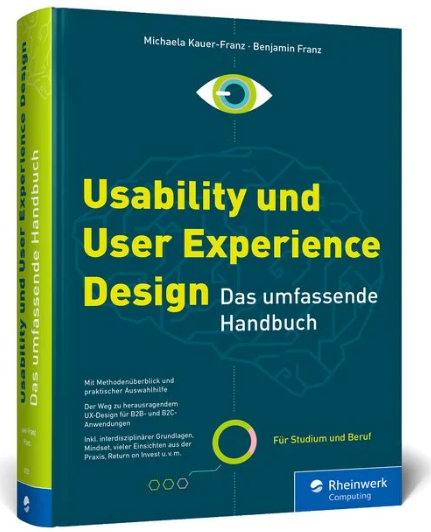 Michaela Kauer-Franz · Benjamin Franz
Usability und
User Experience
Design Das umfassende
Handbuch
Mit Methodenüberblick und
praktischer Auswahlhilfe
Der Weg zu herausragendem
UX-Design für B2B- und B2C-
Anwendungen
Inkl. interdisziplinärer Grundlagen,
Mindset, vieler Einsichten aus der
Praxis, Return on Invest u. v. m.
Für Studium und Beruf
Rheinwerk
Computing
Usability und User Experience Design
Das umfassende Handbuch